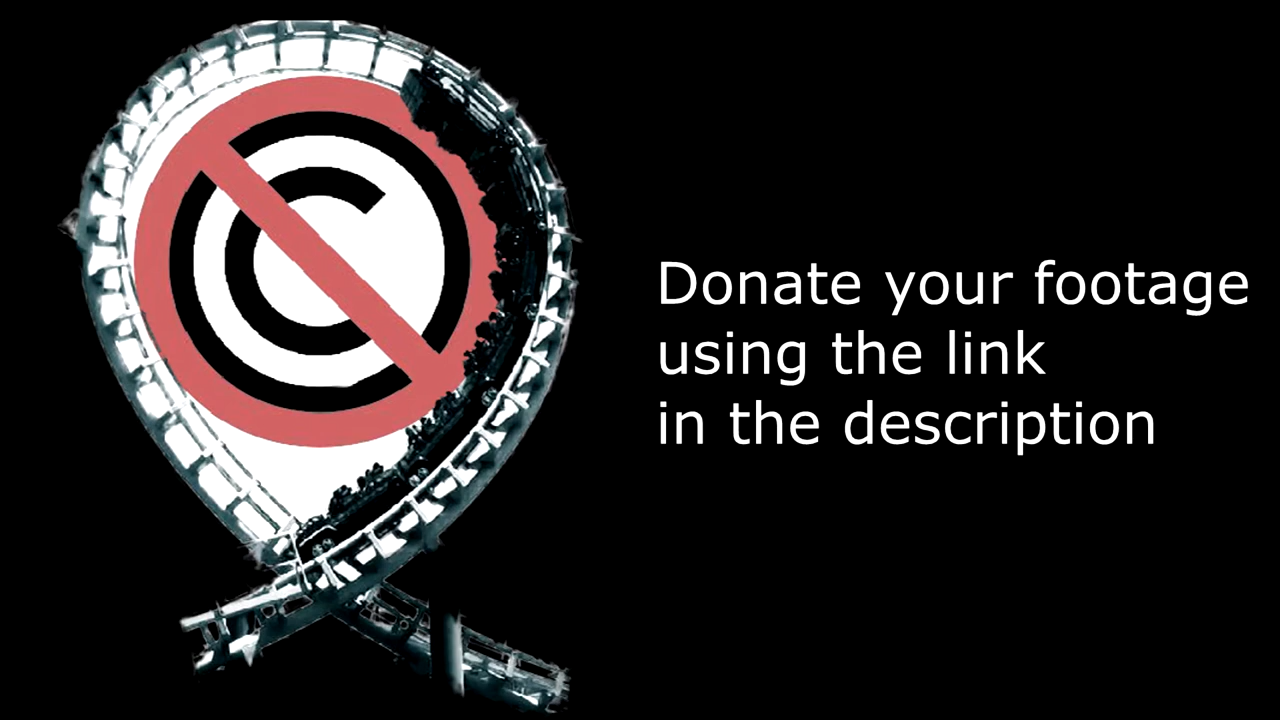 Donate your footage
using the link
in the description